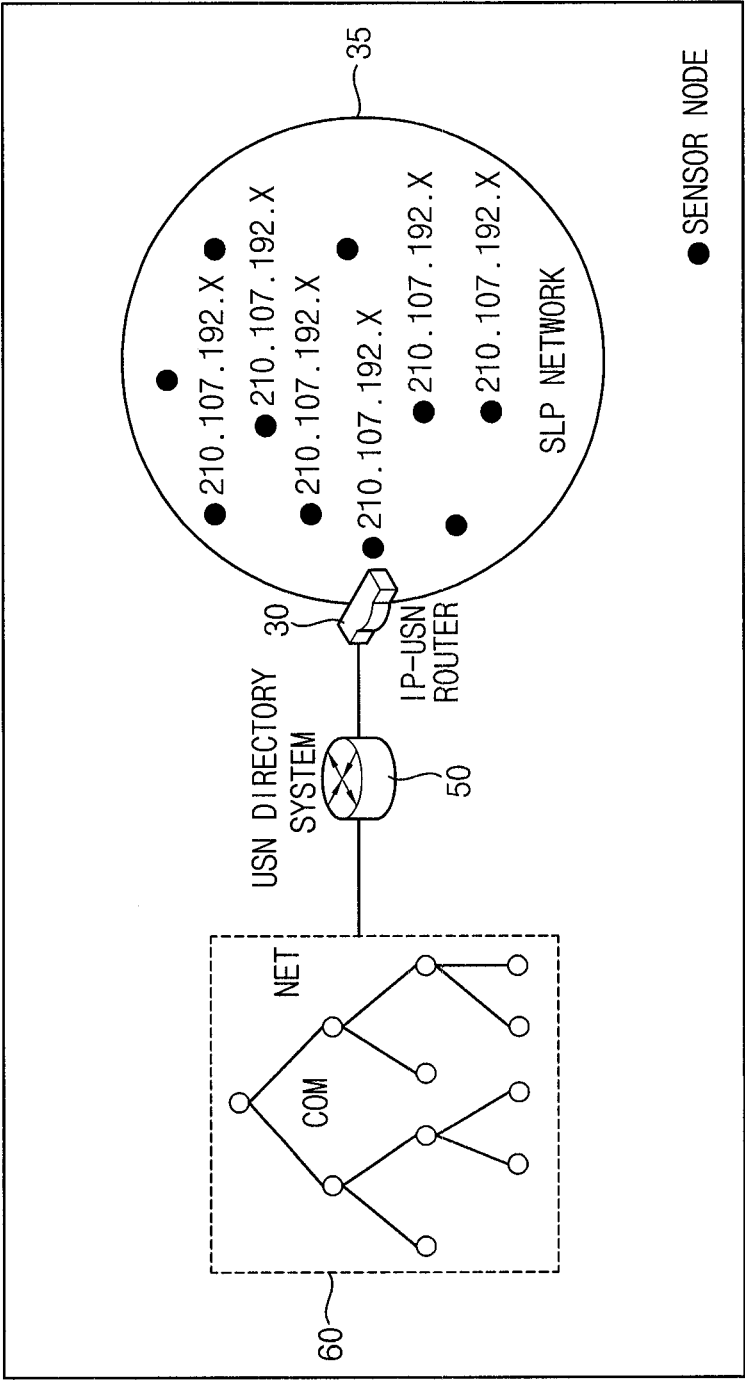 60
COM
NET
USN DIRECTORY
SYSTEM
50
30
IP-USN
ROUTER
35
210.107.192.X
210.107.192.X
210.107.192.X
210.107.192.X
210.107.192.X
210.107.192.X
SLP NETWORK
SENSOR NODE